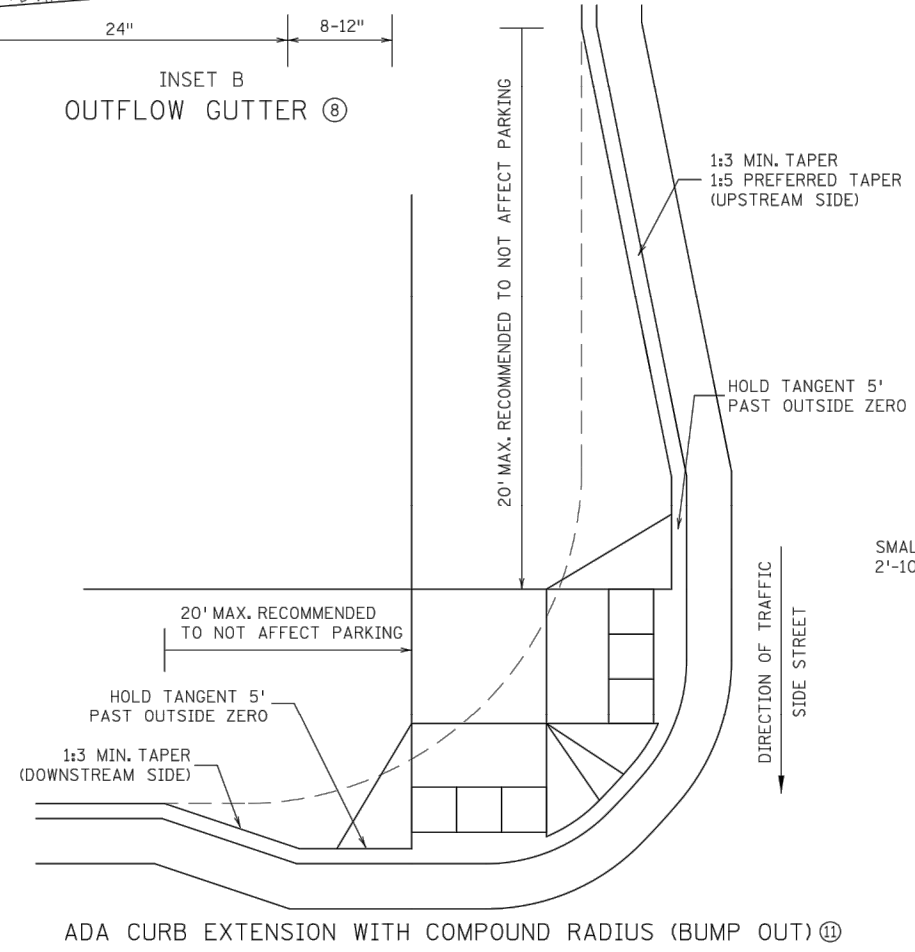 24"
8-12"
INSET B
OUTFLOW GUTTER ⑧
20' MAX. RECOMMENDED TO NOT AFFECT PARKING
1:3 MIN. TAPER
1:5 PREFERRED TAPER
(UPSTREAM SIDE)
HOLD TANGENT 5'
PAST OUTSIDE ZERO
SMAL
2'-10
DIRECTION OF TRAFFIC
SIDE STREET
20' MAX. RECOMMENDED
TO NOT AFFECT PARKING
HOLD TANGENT 5'
PAST OUTSIDE ZERO
1:3 MIN. TAPER
(DOWNSTREAM SIDE)
ADA CURB EXTENSION WITH COMPOUND RADIUS (BUMP OUT) ⑪